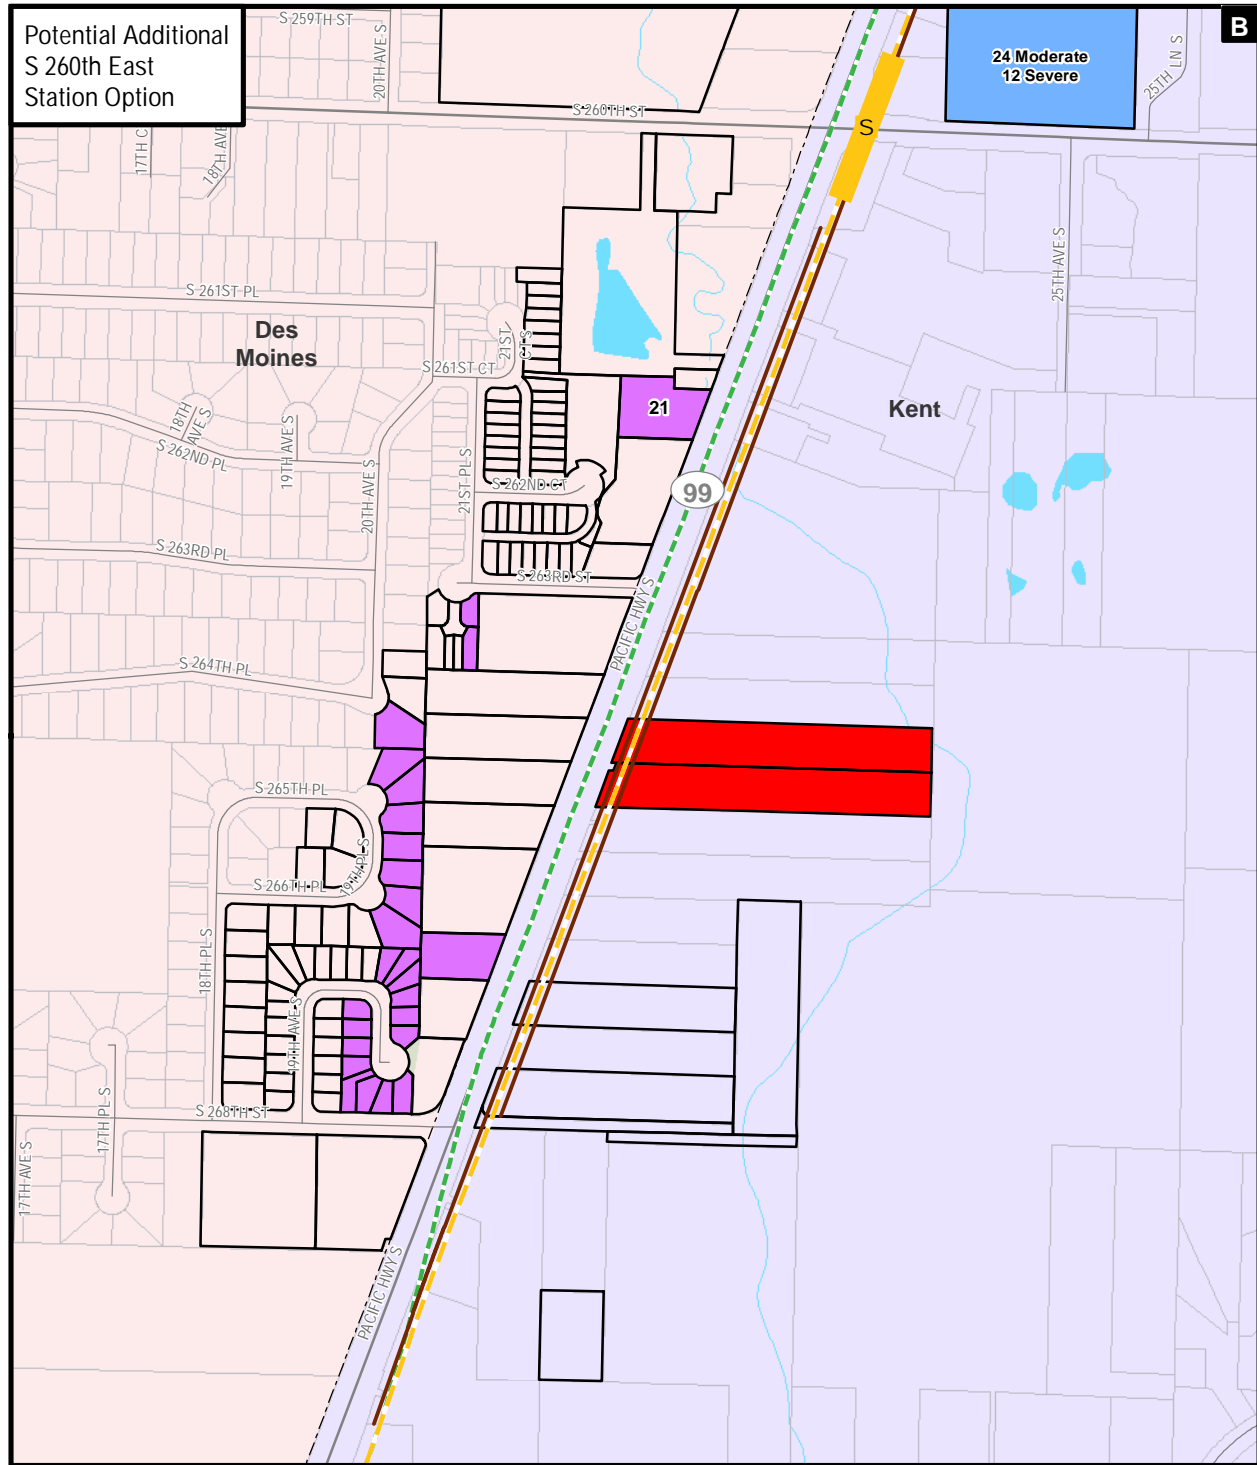 Potential Additional
S 260th East
Station Option
B
S 259TH ST
20TH AVE S
24 Moderate
12 Severe
25TH LN S
S 260TH ST
S
17TH C
18TH AVE
25TH AVE S
S 261ST PL
Des
Moines
21ST
CT S
S 261ST CT
21
Kent
18TH
AVE S
19TH AVE S
S 262ND PL
20TH AVE S
21ST PL S
S 262ND CT
99
S 263RD PL
S 263RD ST
PACIFIC HWY S
S 264TH PL
S 265TH PL
19TH PL S
S 266TH PL
18TH PL S
19TH AVE S
S 268TH ST
17TH PL S
17TH AVE S
PACIFIC HWY S